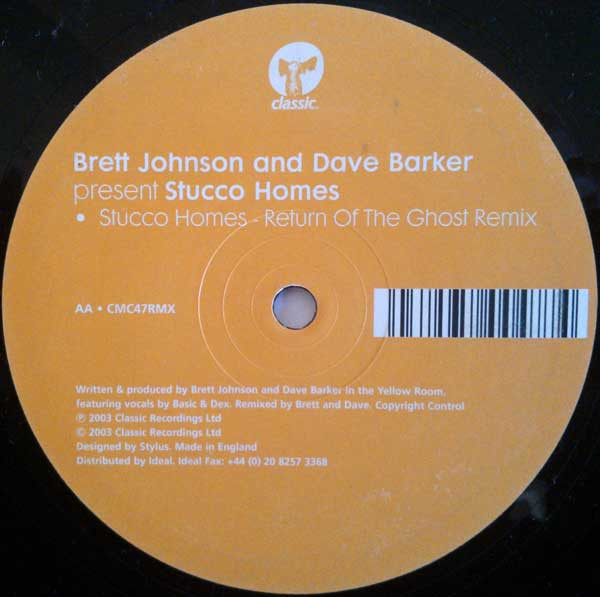 classic.
Brett Johnson and Dave Barker
present Stucco Homes
• Stucco Homes - Return Of The Ghost Remix
AA • CMC47RMX
Written & produced by Brett Johnson and Dave Barker in the Yellow Room,
featuring vocals by Basic & Dex. Remixed by Brett and Dave. Copyright Control
℗ 2003 Classic Recordings Ltd
© 2003 Classic Recordings Ltd
Designed by Stylus. Made in England
Distributed by Ideal. Ideal Fax: +44 (0) 20 8257 3368